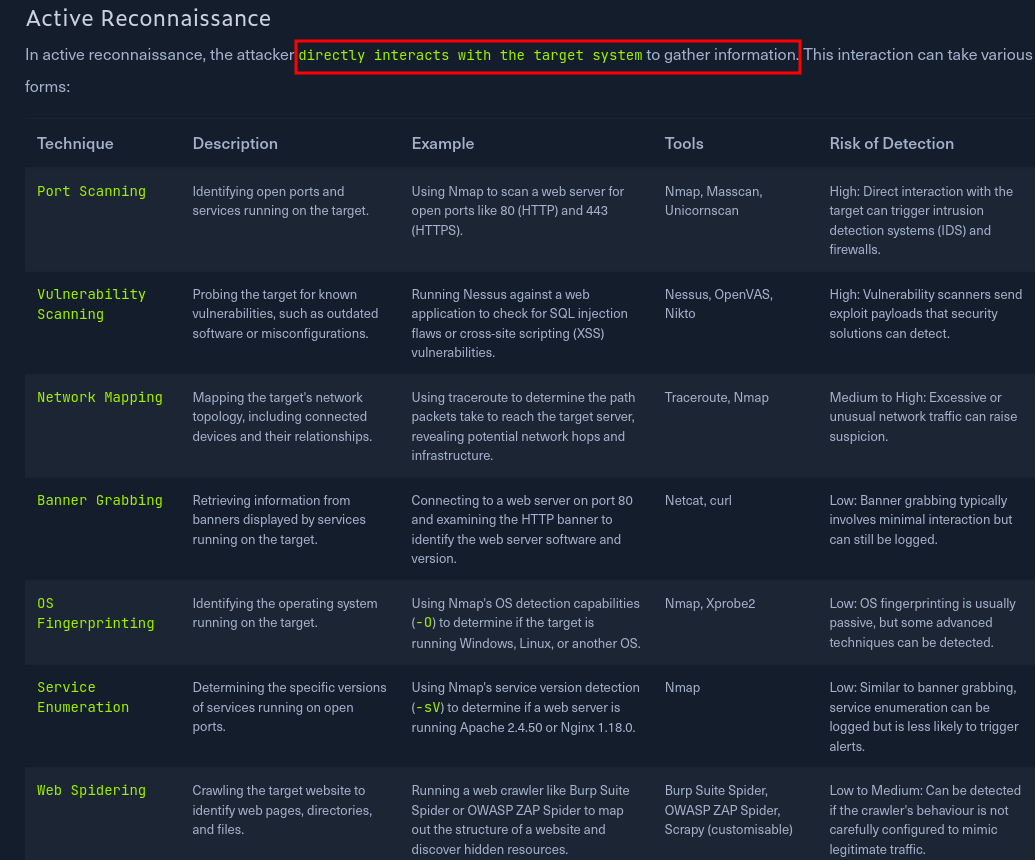 Active Reconnaissance
In active reconnaissance, the attacker directly interacts with the target system to gather information. This interaction can take various
forms:
Technique
Description
Example
Tools
Risk of Detection
Port Scanning
Identifying open ports and
services running on the target.
Using Nmap to scan a web server for
open ports like 80 (HTTP) and 443
(HTTPS).
Nmap, Masscan,
Unicornscan
High: Direct interaction with the
target can trigger intrusion
detection systems (IDS) and
firewalls.
Vulnerability
Scanning
Probing the target for known
vulnerabilities, such as outdated
software or misconfigurations.
Running Nessus against a web
application to check for SQL injection
flaws or cross-site scripting (XSS)
vulnerabilities.
Nessus, OpenVAS,
Nikto
High: Vulnerability scanners send
exploit payloads that security
solutions can detect.
Network Mapping
Mapping the target's network
topology, including connected
devices and their relationships.
Using traceroute to determine the path
packets take to reach the target server,
revealing potential network hops and
infrastructure.
Traceroute, Nmap
Medium to High: Excessive or
unusual network traffic can raise
suspicion.
Banner Grabbing
Retrieving information from
banners displayed by services
running on the target.
Connecting to a web server on port 80
and examining the HTTP banner to
identify the web server software and
version.
Netcat, curl
Low: Banner grabbing typically
involves minimal interaction but
can still be logged.
OS
Fingerprinting
Identifying the operating system
running on the target.
Using Nmap's OS detection capabilities
(-O) to determine if the target is
running Windows, Linux, or another OS.
Nmap, Xprobe2
Low: OS fingerprinting is usually
passive, but some advanced
techniques can be detected.
Service
Enumeration
Determining the specific versions
of services running on open
ports.
Using Nmap's service version detection
(-sV) to determine if a web server is
running Apache 2.4.50 or Nginx 1.18.0.
Nmap
Low: Similar to banner grabbing,
service enumeration can be
logged but is less likely to trigger
alerts.
Web Spidering
Crawling the target website to
identify web pages, directories,
and files.
Running a web crawler like Burp Suite
Spider or OWASP ZAP Spider to map
out the structure of a website and
discover hidden resources.
Burp Suite Spider,
OWASP ZAP Spider,
Scrapy (customisable)
Low to Medium: Can be detected
if the crawler's behaviour is not
carefully configured to mimic
legitimate traffic.